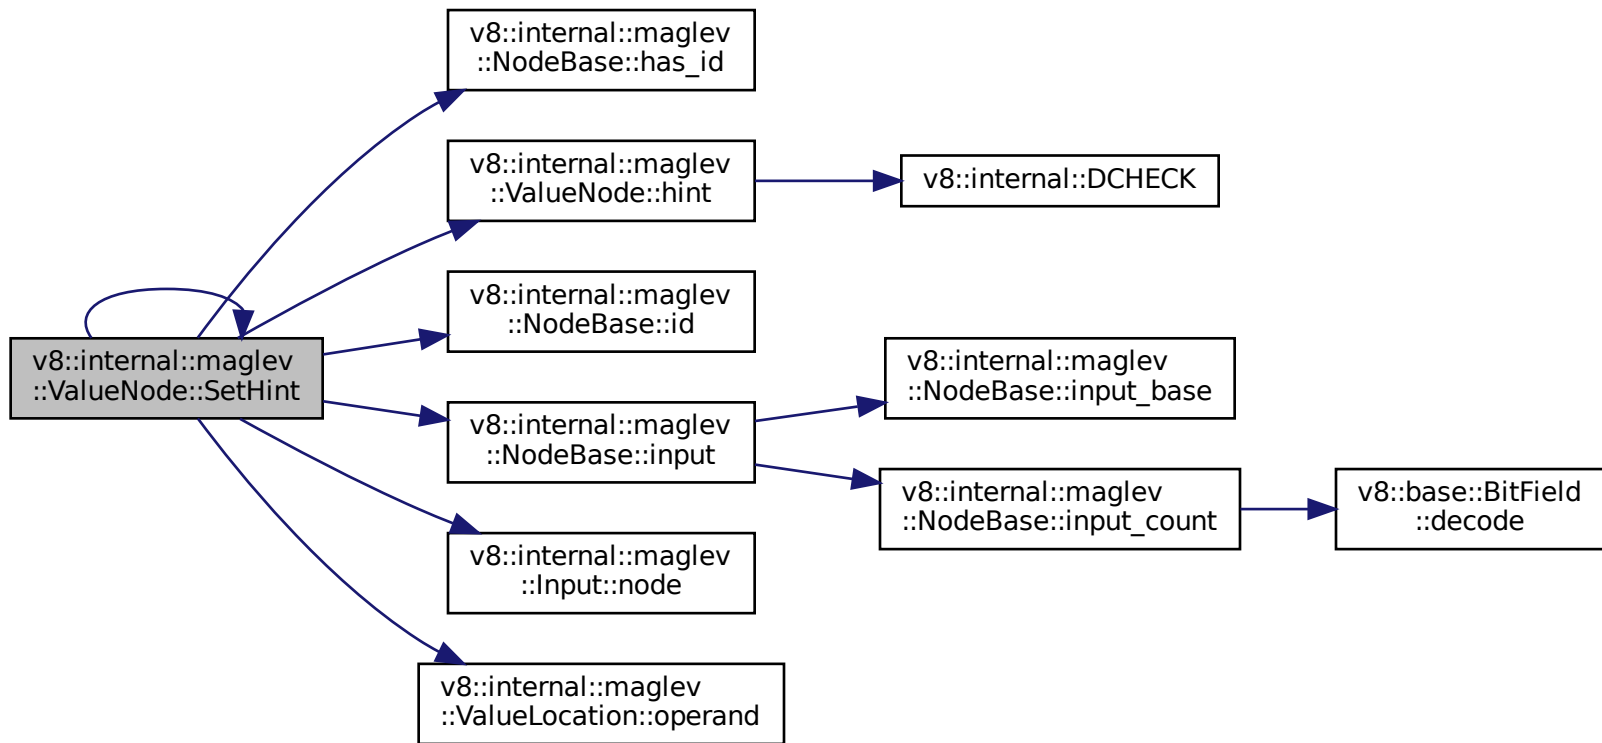 v8::internal::maglev
::NodeBase::has_id
v8::internal::maglev
::ValueNode::hint
v8::internal::DCHECK
v8::internal::maglev
::NodeBase::id
v8::internal::maglev
::ValueNode::SetHint
v8::internal::maglev
::NodeBase::input_base
v8::internal::maglev
::NodeBase::input
v8::internal::maglev
::NodeBase::input_count
v8::base::BitField
::decode
v8::internal::maglev
::Input::node
v8::internal::maglev
::ValueLocation::operand